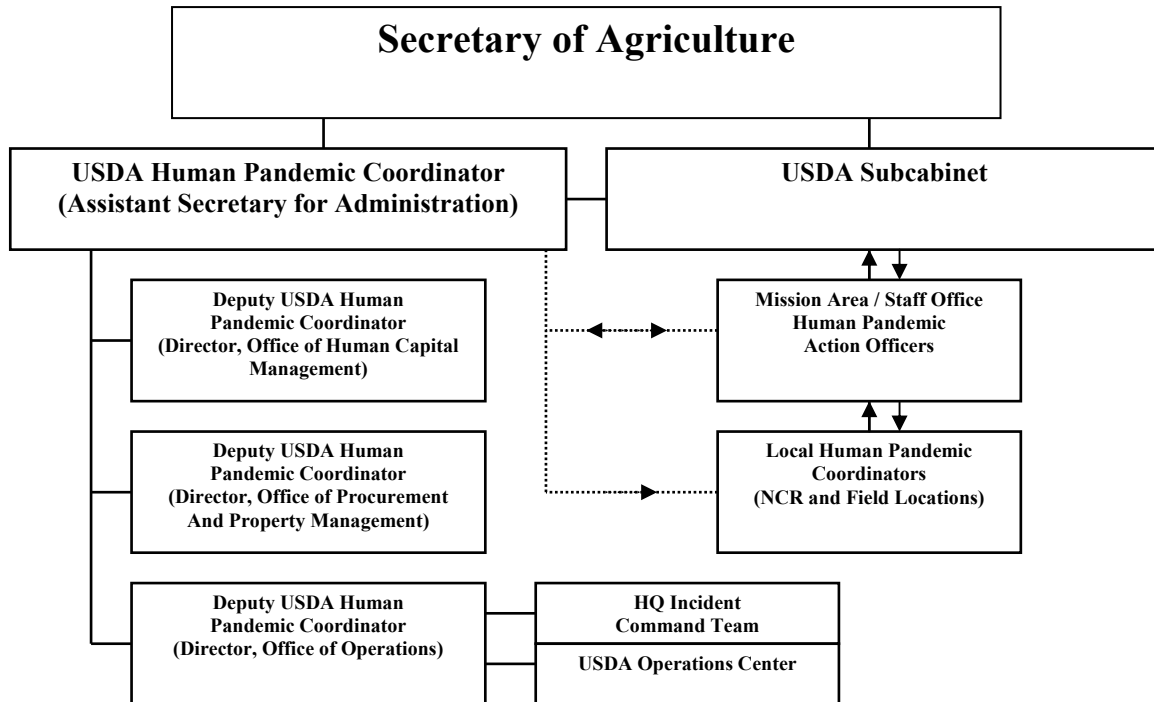 Secretary of Agriculture
USDA Human Pandemic Coordinator
(Assistant Secretary for Administration)
USDA Subcabinet
Deputy USDA Human
Pandemic Coordinator
(Director, Office of Human Capital
Management)
Mission Area / Staff Office
Human Pandemic
Action Officers
Deputy USDA Human
Pandemic Coordinator
(Director, Office of Procurement
And Property Management)
Local Human Pandemic
Coordinators
(NCR and Field Locations)
Deputy USDA Human
Pandemic Coordinator
(Director, Office of Operations)
HQ Incident
Command Team
USDA Operations Center